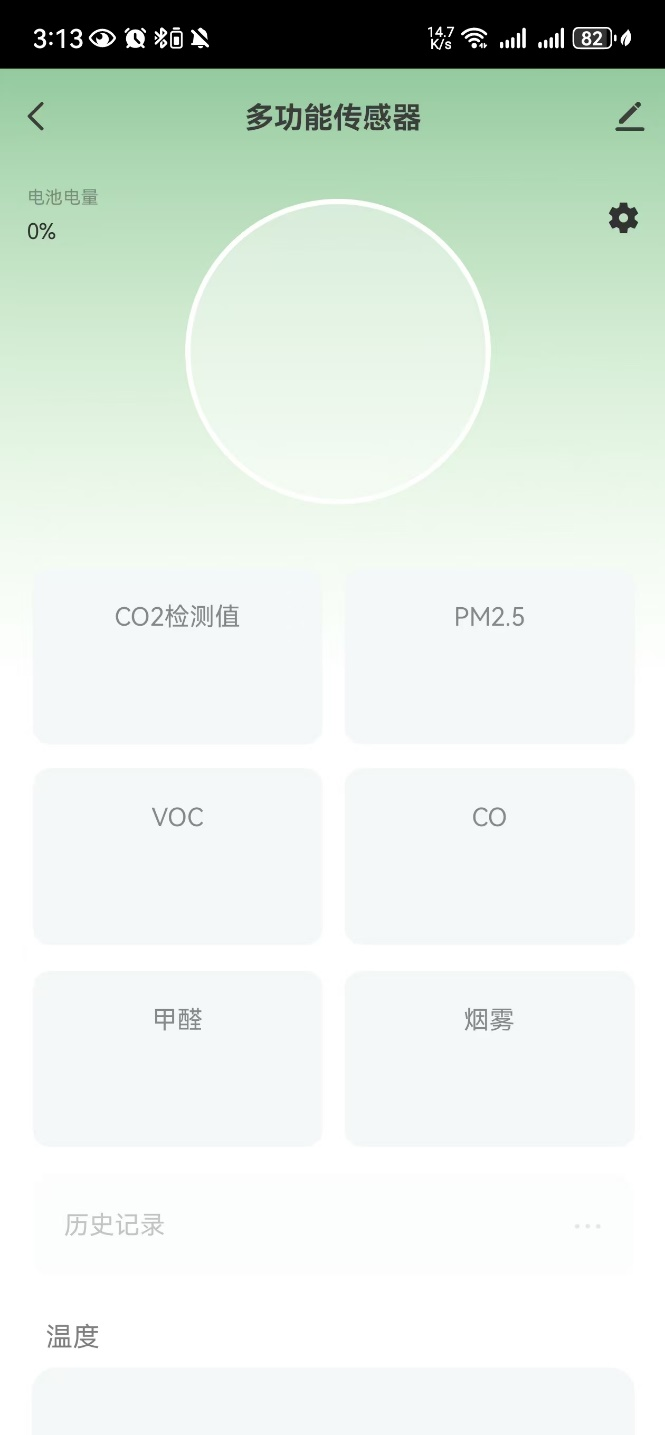 3:13
14.7
K/s
82
多功能传感器
电池电量
0%
CO2检测值
PM2.5
VOC
CO
甲醛
烟雾
历史记录
...
温度